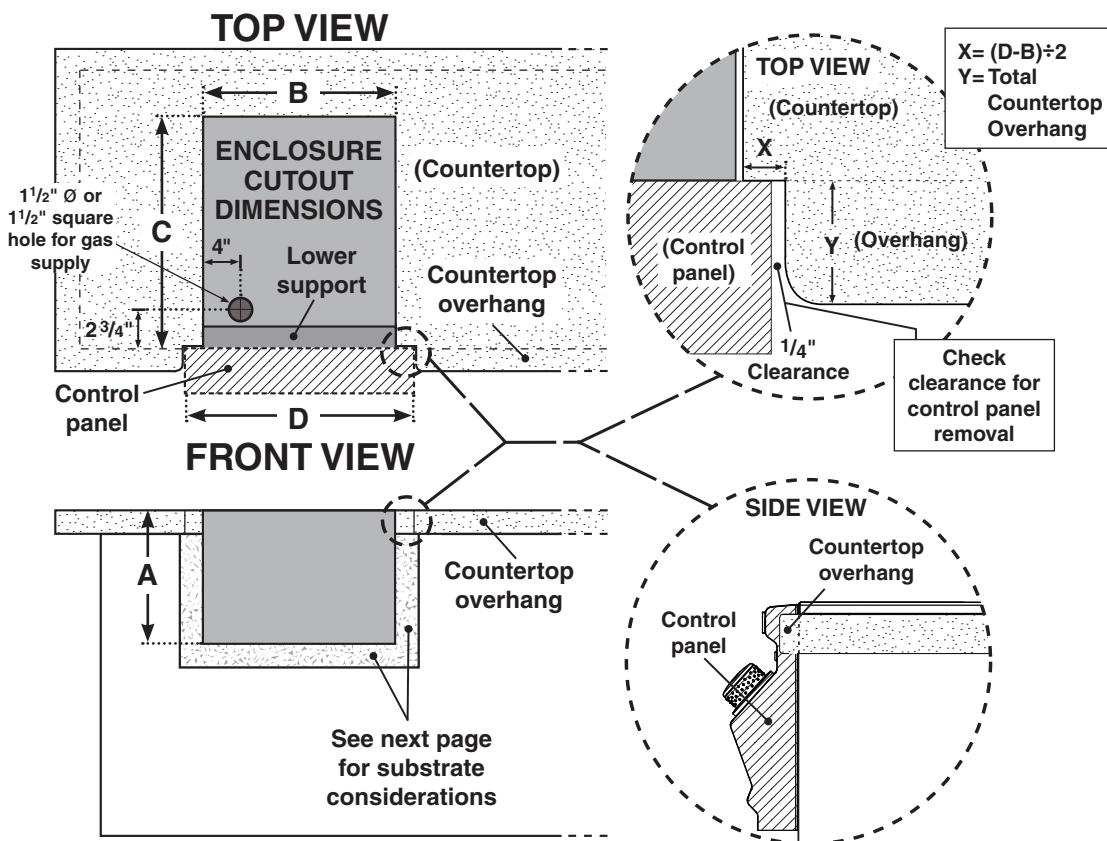 TOP VIEW
B
ENCLOSURE
CUTOUT
DIMENSIONS
(Countertop)
1 1/2" Ø or
1 1/2" square
hole for gas
supply
C
4"
Lower
support
2 3/4"
Countertop
overhang
Control
panel
D
TOP VIEW
(Countertop)
X
(Control
panel)
Y
(Overhang)
1/4"
Clearance
X= (D-B)÷2
Y= Total
Countertop
Overhang
Check
clearance for
control panel
removal
FRONT VIEW
A
Countertop
overhang
See next page
for substrate
considerations
SIDE VIEW
Countertop
overhang
Control
panel